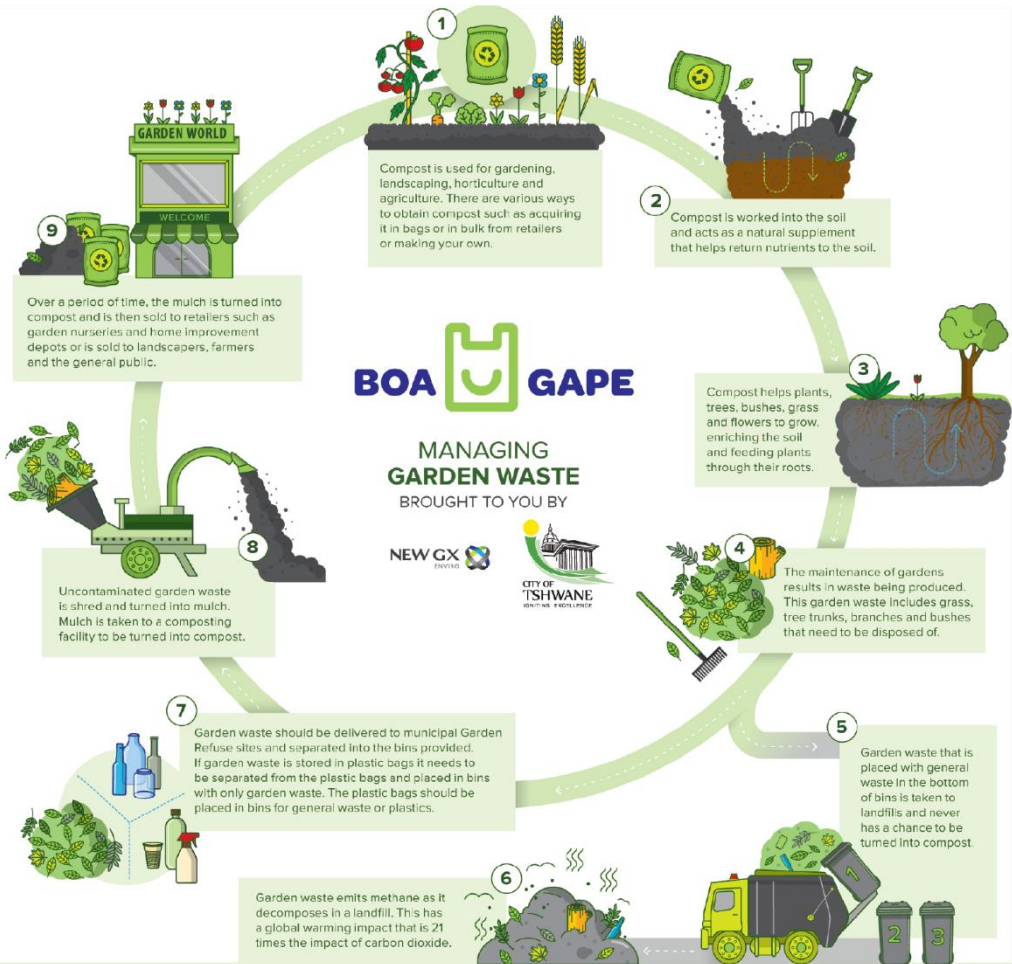 1
Compost is used for gardening,
landscaping, horticulture and
agriculture. There are various ways
to obtain compost such as acquiring
it in bags or in bulk from retailers
or making your own.
2
Compost is worked into the soil
and acts as a natural supplement
that helps return nutrients to the soil.
3
Compost helps plants,
trees, bushes, grass
and flowers to grow.
enriching the soil
and feeding plants
through their roots.
4
The maintenance of gardens
results in waste being produced.
This garden waste includes grass,
tree trunks, branches and bushes
that need to be disposed of.
5
Garden waste that is
placed with general
waste in the bottom
of bins is taken to
landfills and never
has a chance to be
turned into compost.
1
2
3
6
Garden waste emits methane as it
decomposes in a landfill. This has
a global warming impact that is 21
times the impact of carbon dioxide.
7
Garden waste should be delivered to municipal Garden
Refuse sites and separated into the bins provided.
If garden waste is stored in plastic bags it needs to
be separated from the plastic bags and placed in bins
with only garden waste. The plastic bags should be
placed in bins for general waste or plastics.
8
Uncontaminated garden waste
is shred and turned into mulch.
Mulch is taken to a composting
facility to be turned into compost.
9
GARDEN WORLD
WELCOME
Over a period of time, the mulch is turned into
compost and is then sold to retailers such as
garden nurseries and home improvement
depots or is sold to landscapers, farmers
and the general public.
BOA GAPE
MANAGING
GARDEN WASTE
BROUGHT TO YOU BY
NEW GX
ENVIRO
CITY OF
TSHWANE
IGNITING EXCELLENCE